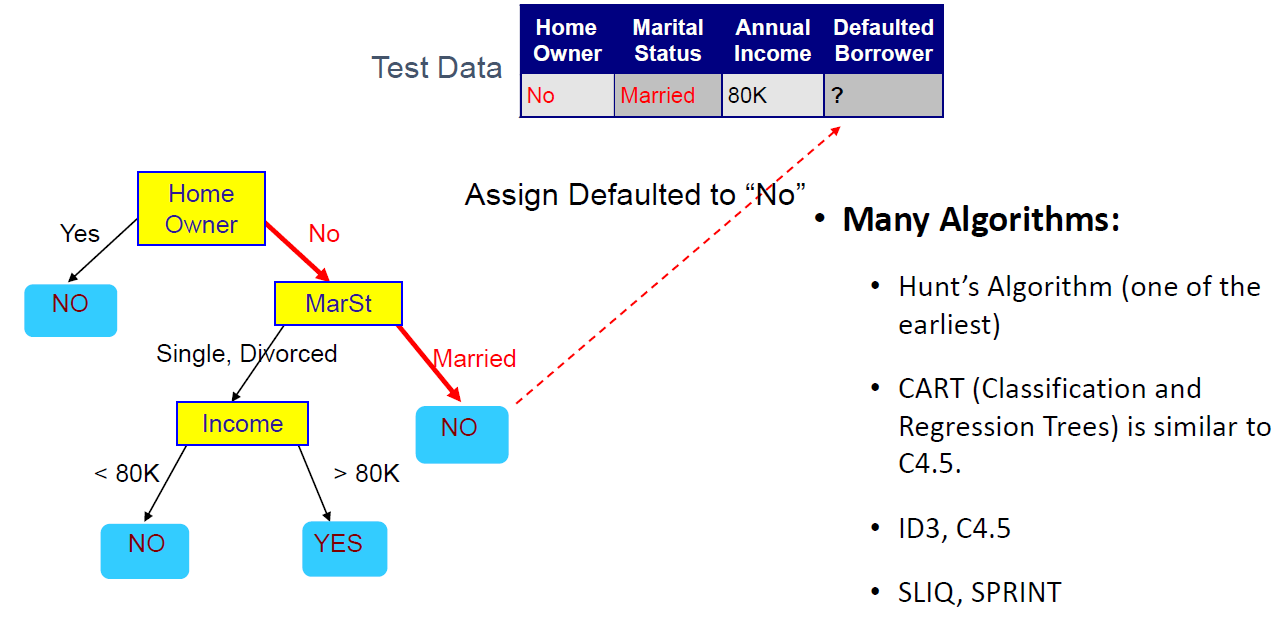 Test Data
Home Owner
Marital Status
Annual Income
Defaulted Borrower
No
Married
80K
?
Assign Defaulted to “No”
Home
Owner
Yes
No
NO
MarSt
Single, Divorced
Married
Income
NO
< 80K
> 80K
NO
YES
• Many Algorithms:
• Hunt’s Algorithm (one of the
earliest)
• CART (Classification and
Regression Trees) is similar to
C4.5.
• ID3, C4.5
• SLIQ, SPRINT